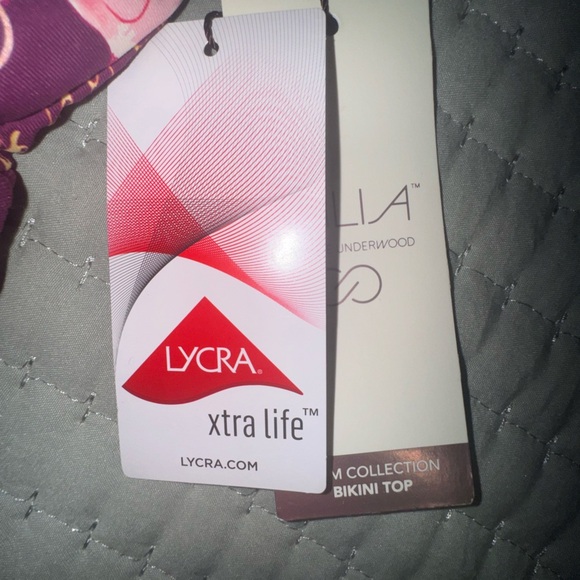 LYCRA®
xtra life™
LYCRA.COM
LIA™
UNDERWOOD
M COLLECTION
BIKINI TOP